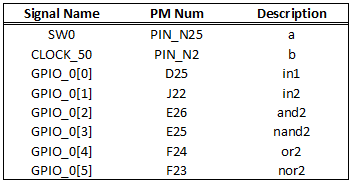 Signal Name PM Num Description
SW0 PIN_N25 a
CLOCK_50 PIN_N2 b
GPIO_0[0] D25 in1
GPIO_0[1] J22 in2
GPIO_0[2] E26 and2
GPIO_0[3] E25 nand2
GPIO_0[4] F24 or2
GPIO_0[5] F23 nor2